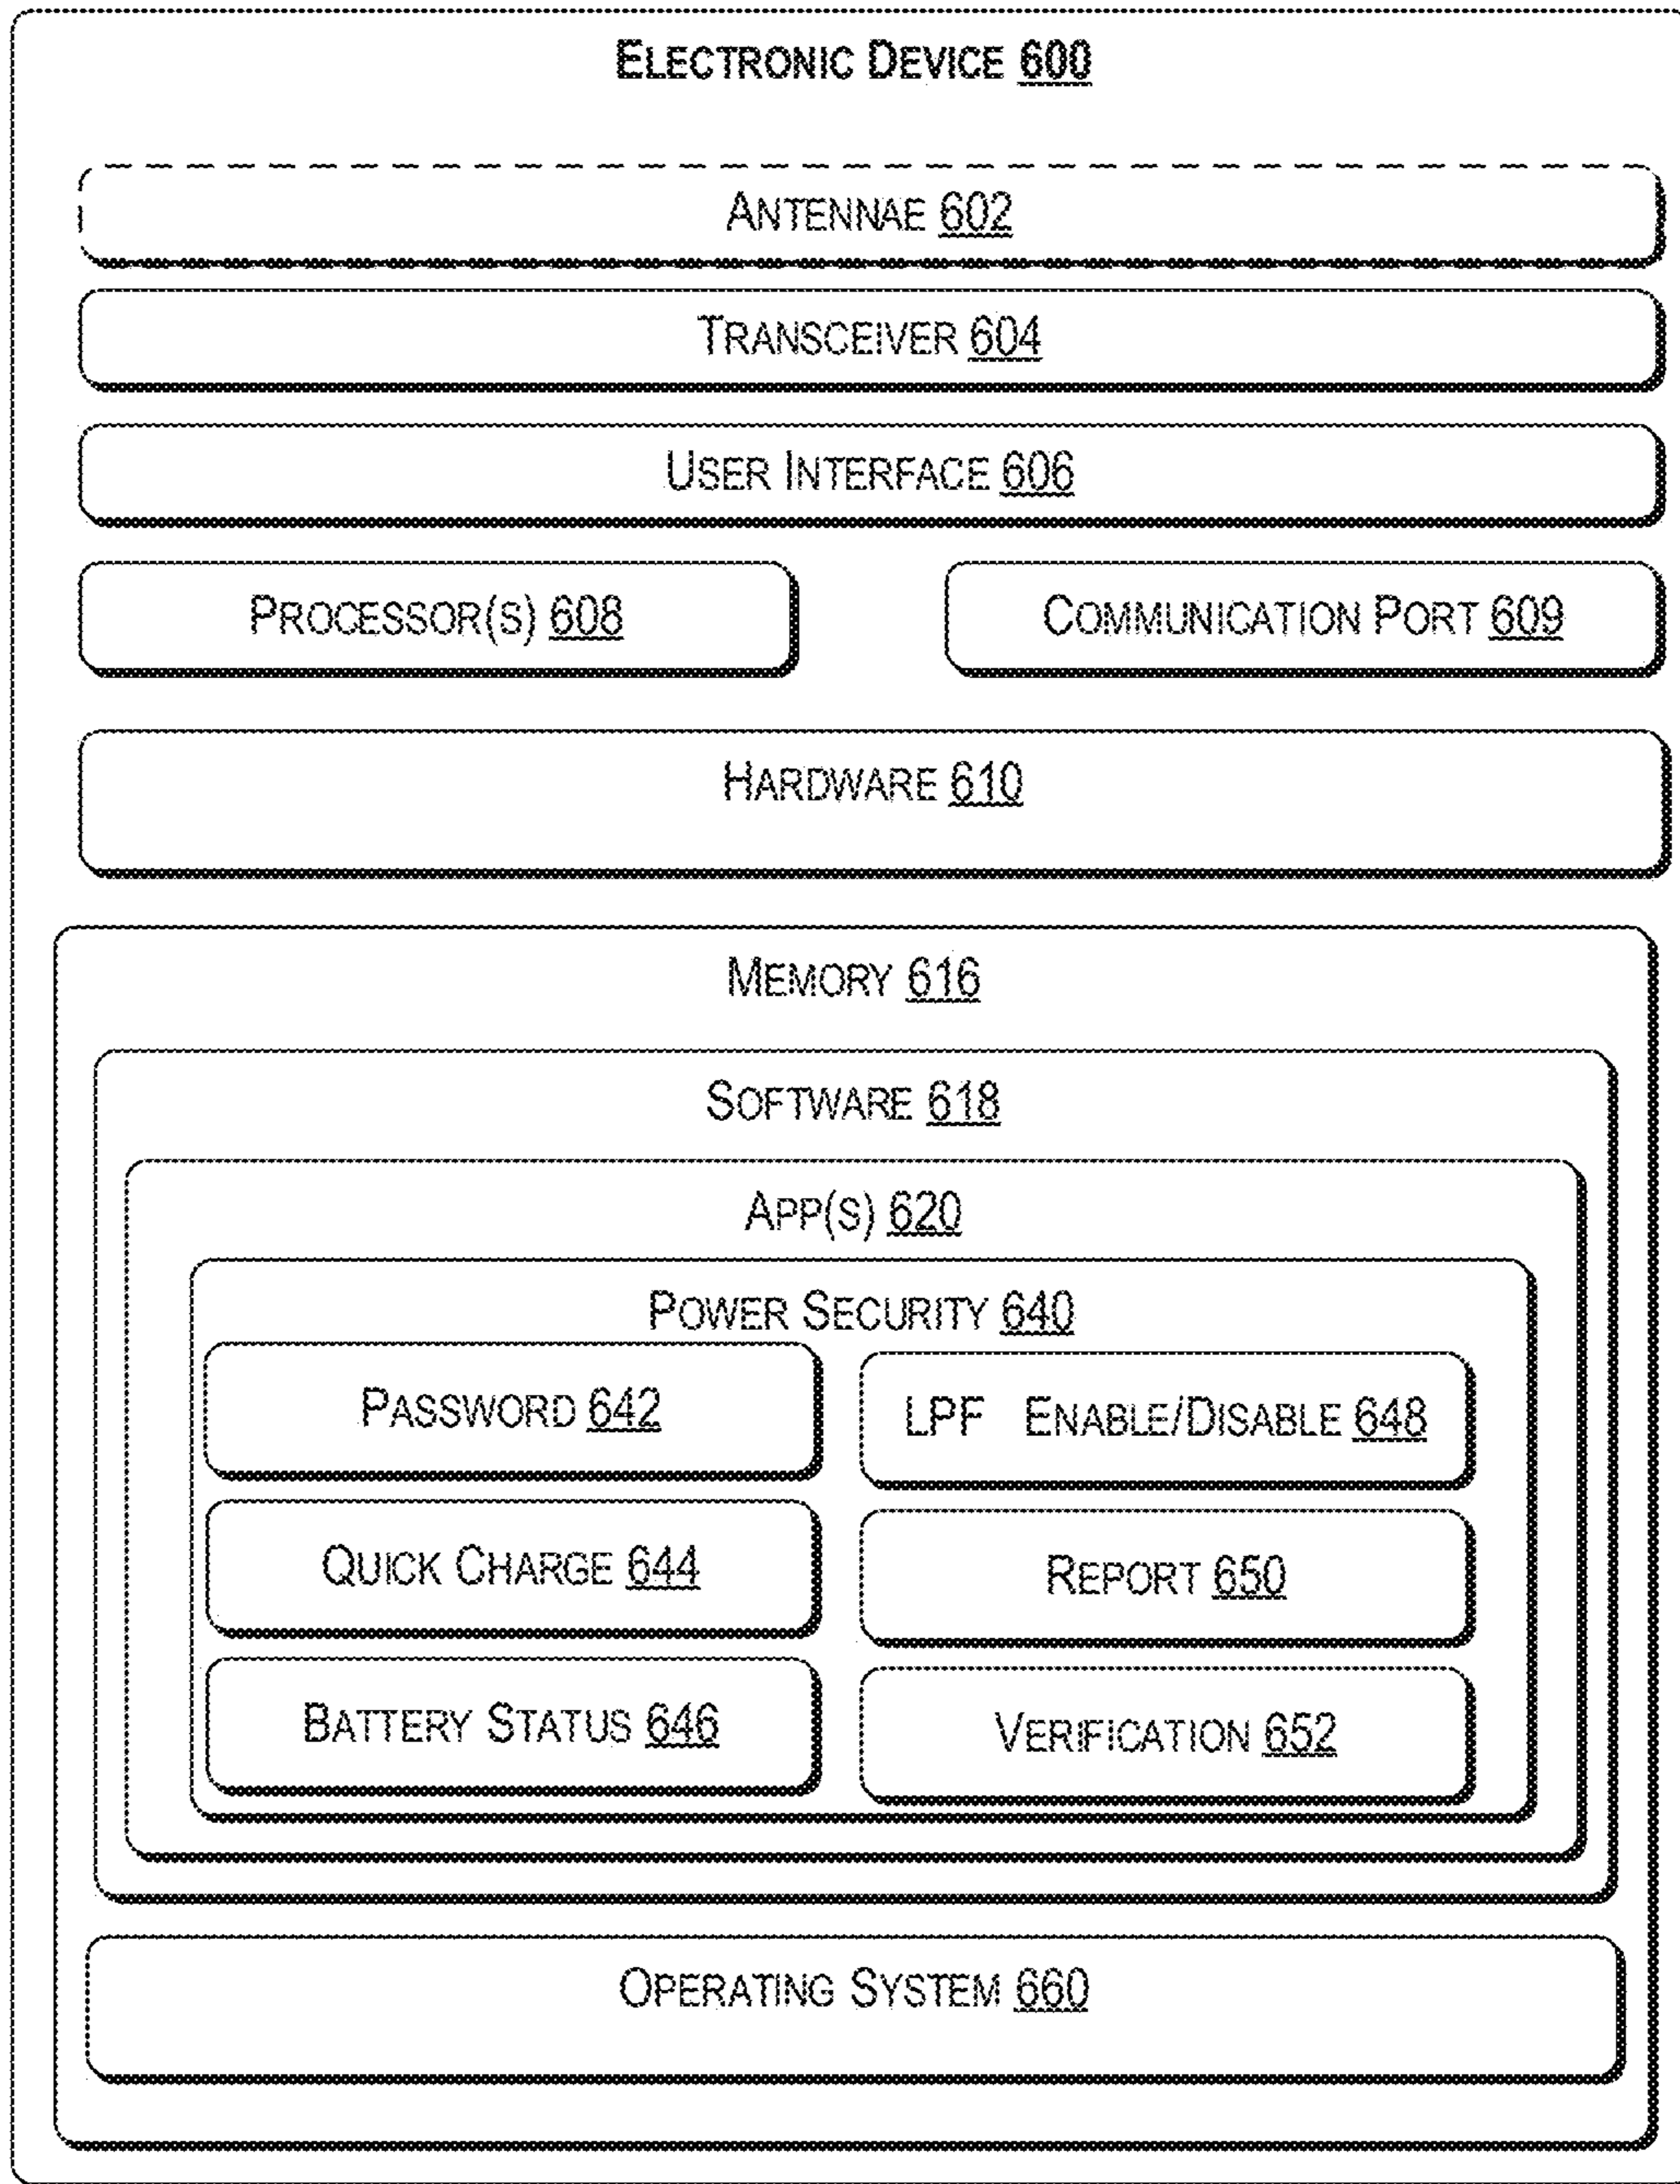 ELECTRONIC DEVICE 600
ANTENNAE 602
TRANSCEIVER 604
USER INTERFACE 606
PROCESSOR(S) 608
COMMUNICATION PORT 609
HARDWARE 610
MEMORY 616
SOFTWARE 618
APP(S) 620
POWER SECURITY 640
PASSWORD 642
LPF ENABLE/DISABLE 648
QUICK CHARGE 644
REPORT 650
BATTERY STATUS 646
VERIFICATION 652
OPERATING SYSTEM 660